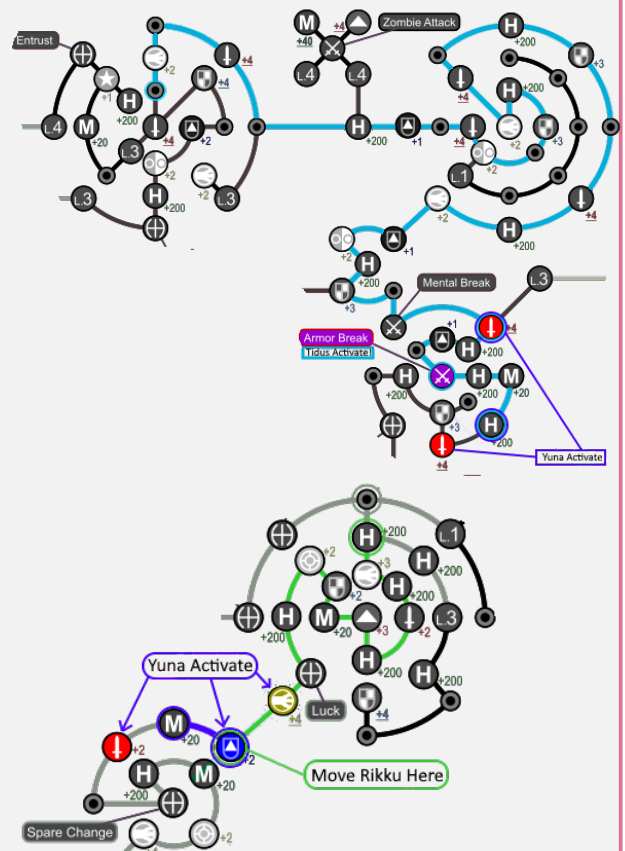 M
+4
Zombie Attack
H
+200
Entrust
+40
+4
+3
+2
L.4
L.4
+4
+4
H
+1
H
+200
+200
L.4
M
+20
+4
+2
H
+200
+1
+4
+2
+3
L.3
+2
L.1
+2
H
+200
+2
L.3
L.3
+2
H
+200
+4
+2
+1
H
+200
+3
Mental Break
L.3
+1
+4
Armor Break
H
+200
Tidus Activate!
H
+200
H
+200
M
+20
+3
H
+200
+4
Yuna Activate
H
+200
L.1
+2
+3
H
+200
+2
H
+200
H
+200
M
+20
+3
+2
L.3
H
+200
H
+200
Yuna Activate
+4
Luck
+4
M
+20
+2
+2
H
+200
M
+20
Move Rikku Here
Spare Change
+2